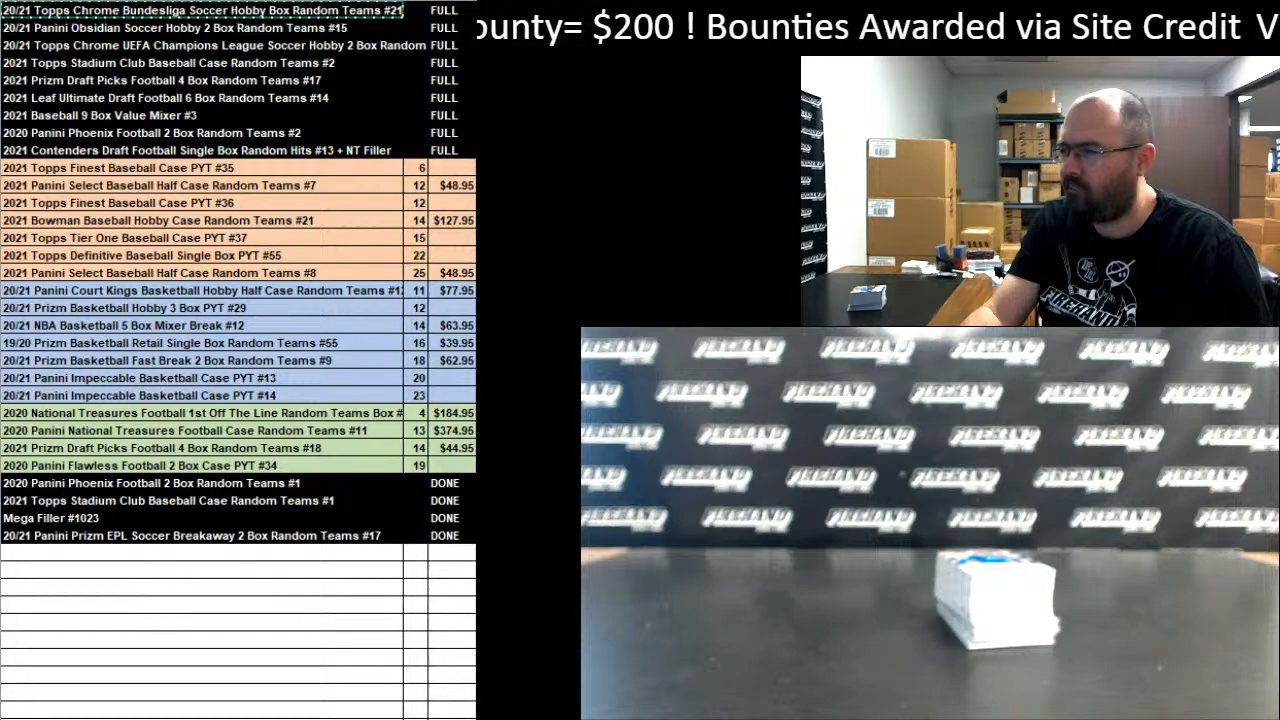 20/21 Topps Chrome Bundesliga Soccer Hobby Box Random Teams #21 FULL
20/21 Panini Obsidian Soccer Hobby 2 Box Random Teams #15 FULL
20/21 Topps Chrome UEFA Champions League Soccer Hobby 2 Box Random FULL
2021 Topps Stadium Club Baseball Case Random Teams #2 FULL
2021 Prizm Draft Picks Football 4 Box Random Teams #17 FULL
2021 Leaf Ultimate Draft Football 6 Box Random Teams #14 FULL
2021 Baseball 9 Box Value Mixer #3 FULL
2020 Panini Phoenix Football 2 Box Random Teams #2 FULL
2021 Contenders Draft Football Single Box Random Hits #13 + NT Filler FULL
2021 Topps Finest Baseball Case PYT #35 6
2021 Panini Select Baseball Half Case Random Teams #7 12 $48.95
2021 Topps Finest Baseball Case PYT #36 12
2021 Bowman Baseball Hobby Case Random Teams #21 14 $127.95
2021 Topps Tier One Baseball Case PYT #37 15
2021 Topps Definitive Baseball Single Box PYT #55 22
2021 Panini Select Baseball Half Case Random Teams #8 25 $48.95
20/21 Panini Court Kings Basketball Hobby Half Case Random Teams #12 11 $77.95
20/21 Prizm Basketball Hobby 3 Box PYT #29 12
20/21 NBA Basketball 5 Box Mixer Break #12 14 $63.95
19/20 Prizm Basketball Retail Single Box Random Teams #55 16 $39.95
20/21 Prizm Basketball Fast Break 2 Box Random Teams #9 18 $62.95
20/21 Panini Impeccable Basketball Case PYT #13 20
20/21 Panini Impeccable Basketball Case PYT #14 23
2020 National Treasures Football 1st Off The Line Random Teams Box # 4 $184.95
2020 Panini National Treasures Football Case Random Teams #11 13 $374.95
2021 Prizm Draft Picks Football 4 Box Random Teams #18 14 $44.95
2020 Panini Flawless Football 2 Box Case PYT #34 19
2020 Panini Phoenix Football 2 Box Random Teams #1 DONE
2021 Topps Stadium Club Baseball Case Random Teams #1 DONE
Mega Filler #1023 DONE
20/21 Panini Prizm EPL Soccer Breakaway 2 Box Random Teams #17 DONE
ounty= $200 ! Bounties Awarded via Site Credit V
FIREHAND